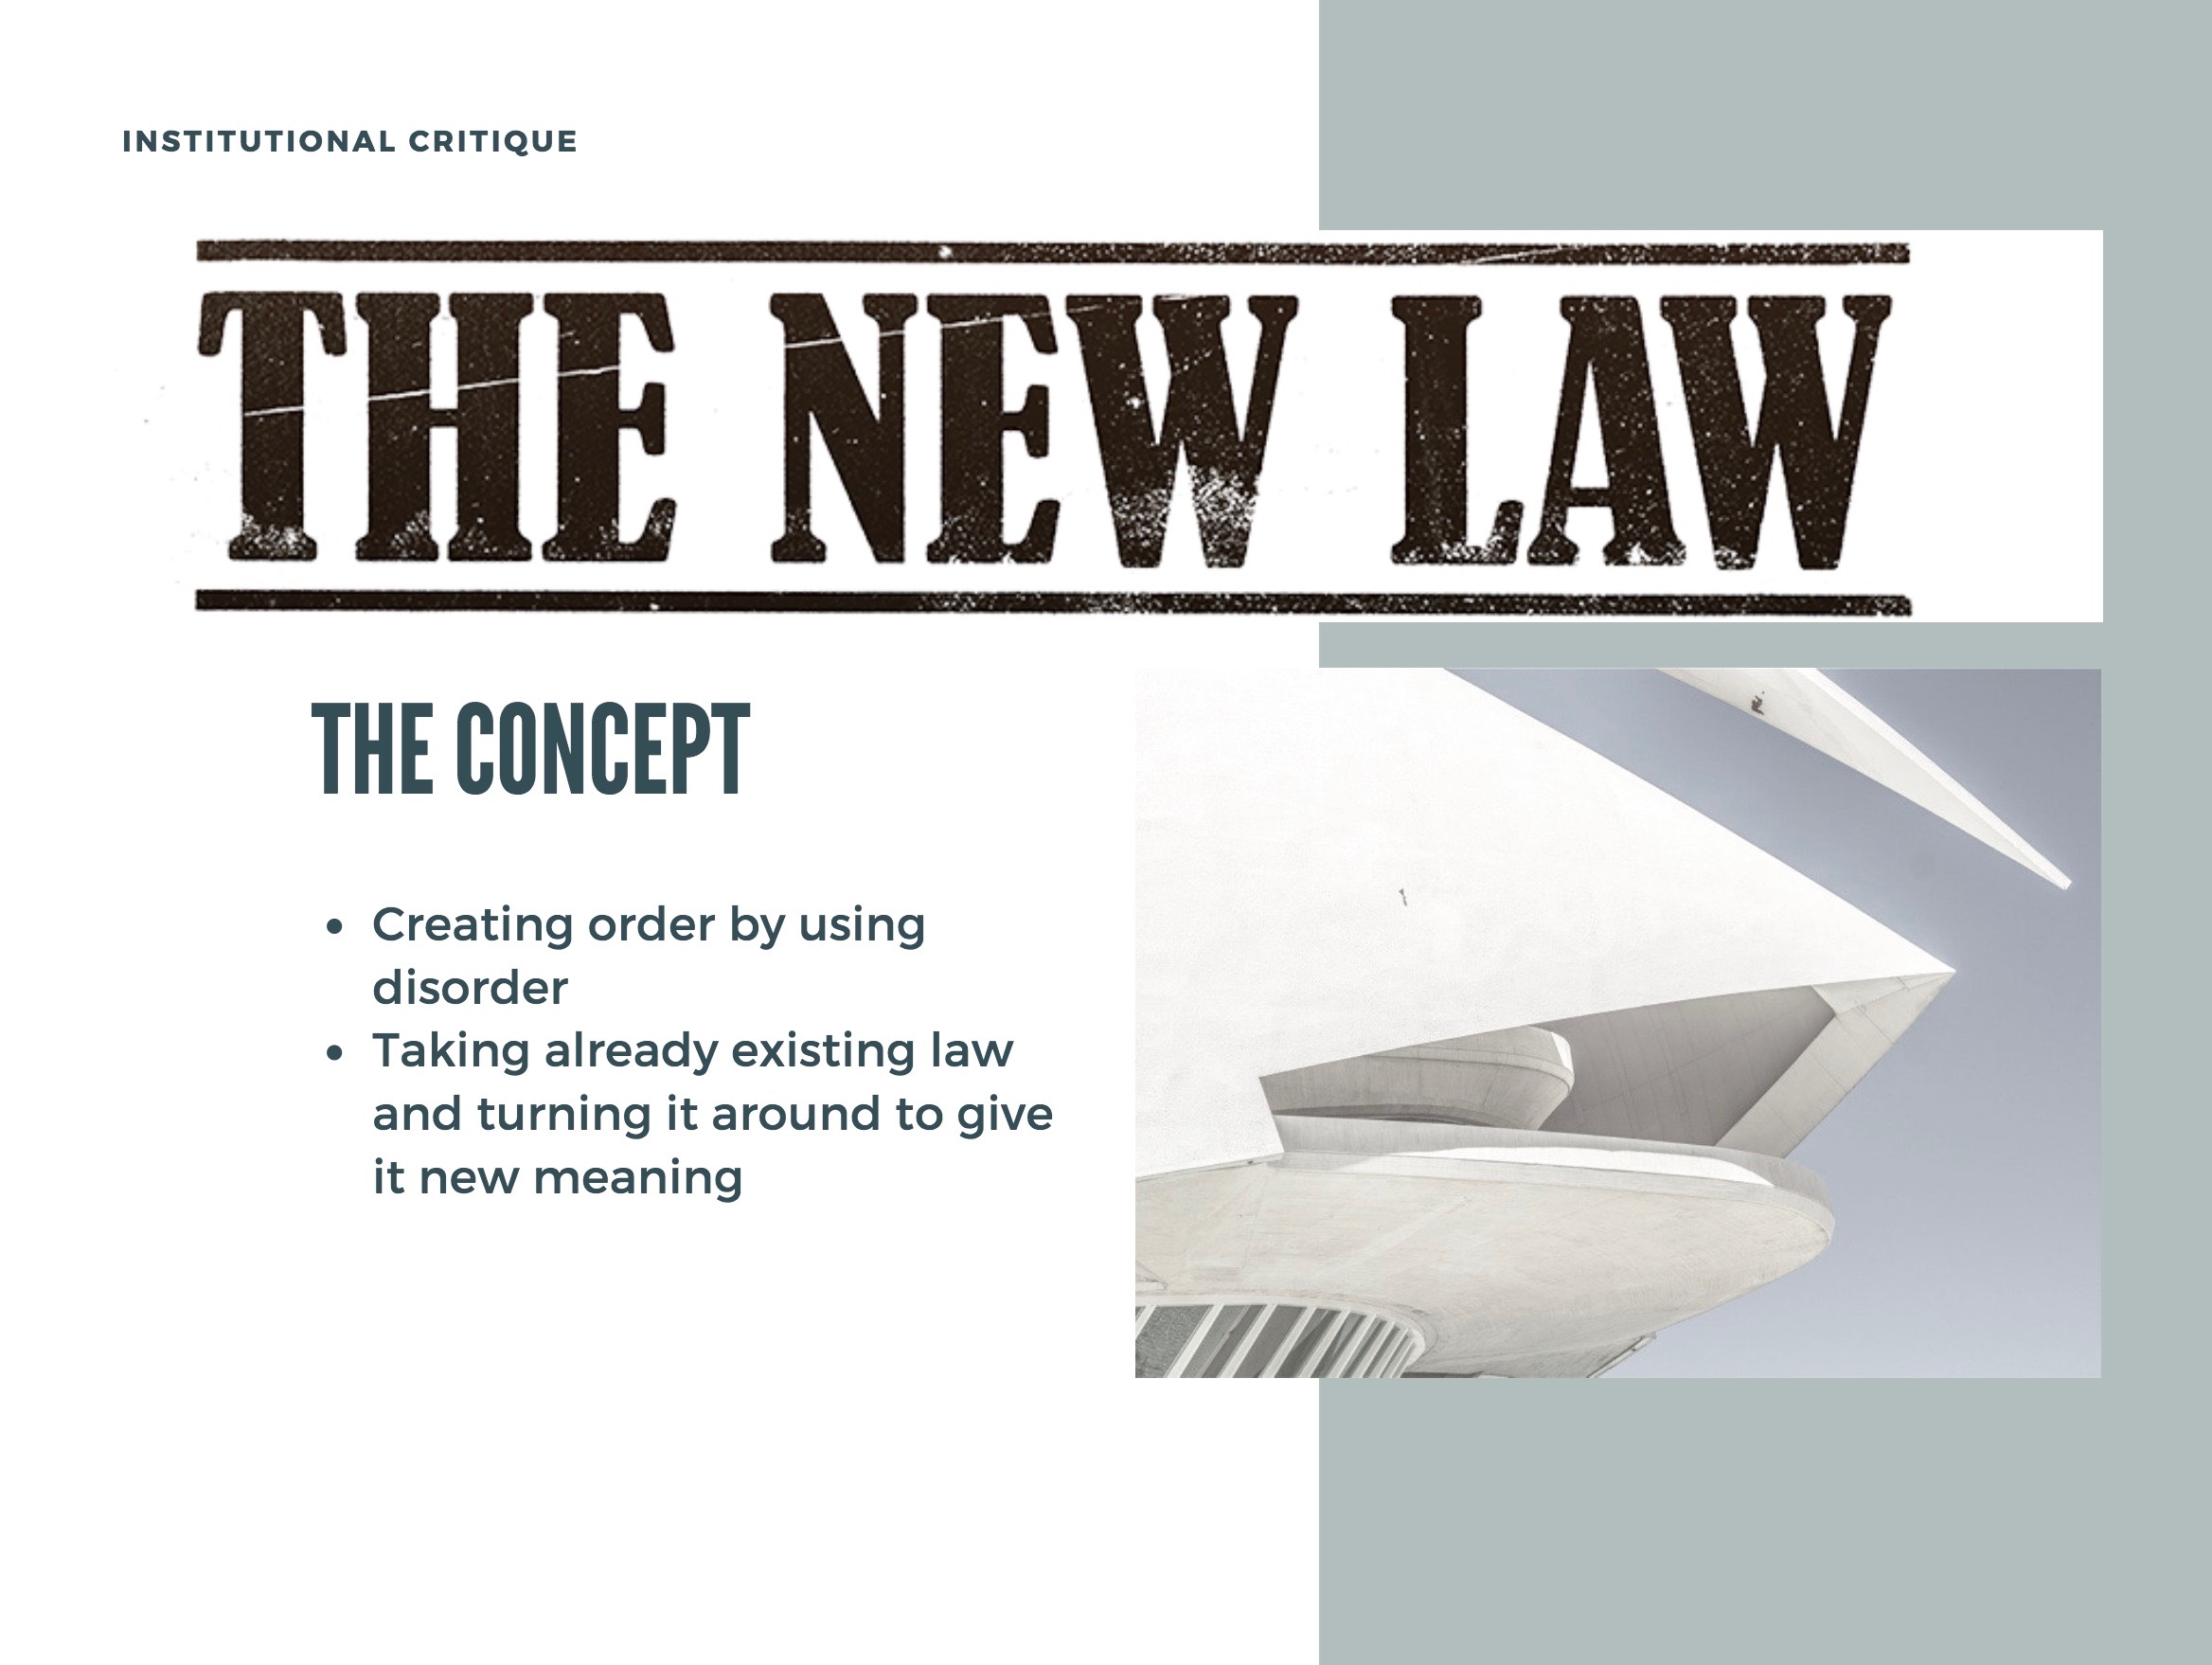 INSTITUTIONAL CRITIQUE
THE NEW LAW
THE CONCEPT
• Creating order by using
disorder
• Taking already existing law
and turning it around to give
it new meaning